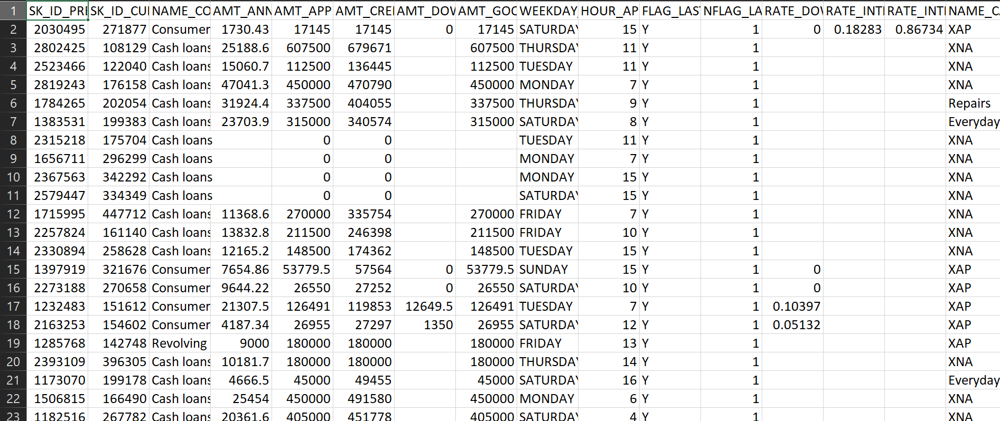 1 SK_ID_PRE SK_ID_CUI NAME_CO AMT_ANN AMT_APP AMT_CREI AMT_DOV AMT_GOC WEEKDAY_ HOUR_AP FLAG_LAST NFLAG_LA RATE_DOV RATE_INTI RATE_INTI NAME_CA
2 2030495 271877 Consumer 1730.43 17145 17145 0 17145 SATURDAY 15 Y 1 0 0.18283 0.86734 XAP
3 2802425 108129 Cash loans 25188.6 607500 679671 607500 THURSDAY 11 Y 1 XNA
4 2523466 122040 Cash loans 15060.7 112500 136445 112500 TUESDAY 11 Y 1 XNA
5 2819243 176158 Cash loans 47041.3 450000 470790 450000 MONDAY 7 Y 1 XNA
6 1784265 202054 Cash loans 31924.4 337500 404055 337500 THURSDAY 9 Y 1 Repairs
7 1383531 199383 Cash loans 23703.9 315000 340574 315000 SATURDAY 8 Y 1 Everyday
8 2315218 175704 Cash loans 0 0 TUESDAY 11 Y 1 XNA
9 1656711 296299 Cash loans 0 0 MONDAY 7 Y 1 XNA
10 2367563 342292 Cash loans 0 0 MONDAY 15 Y 1 XNA
11 2579447 334349 Cash loans 0 0 SATURDAY 15 Y 1 XNA
12 1715995 447712 Cash loans 11368.6 270000 335754 270000 FRIDAY 7 Y 1 XNA
13 2257824 161140 Cash loans 13832.8 211500 246398 211500 FRIDAY 10 Y 1 XNA
14 2330894 258628 Cash loans 12165.2 148500 174362 148500 TUESDAY 15 Y 1 XNA
15 1397919 321676 Consumer 7654.86 53779.5 57564 0 53779.5 SUNDAY 15 Y 1 0 XAP
16 2273188 270658 Consumer 9644.22 26550 27252 0 26550 SATURDAY 10 Y 1 0 XAP
17 1232483 151612 Consumer 21307.5 126491 119853 12649.5 126491 TUESDAY 7 Y 1 0.10397 XAP
18 2163253 154602 Consumer 4187.34 26955 27297 1350 26955 SATURDAY 12 Y 1 0.05132 XAP
19 1285768 142748 Revolving 9000 180000 180000 180000 FRIDAY 13 Y 1 XAP
20 2393109 396305 Cash loans 10181.7 180000 180000 180000 THURSDAY 14 Y 1 XNA
21 1173070 199178 Cash loans 4666.5 45000 49455 45000 SATURDAY 16 Y 1 Everyday
22 1506815 166490 Cash loans 25454 450000 491580 450000 MONDAY 6 Y 1 XNA
23 1182516 267782 Cash loans 20361.6 405000 451778 405000 SATURDAY 4 Y 1 XNA